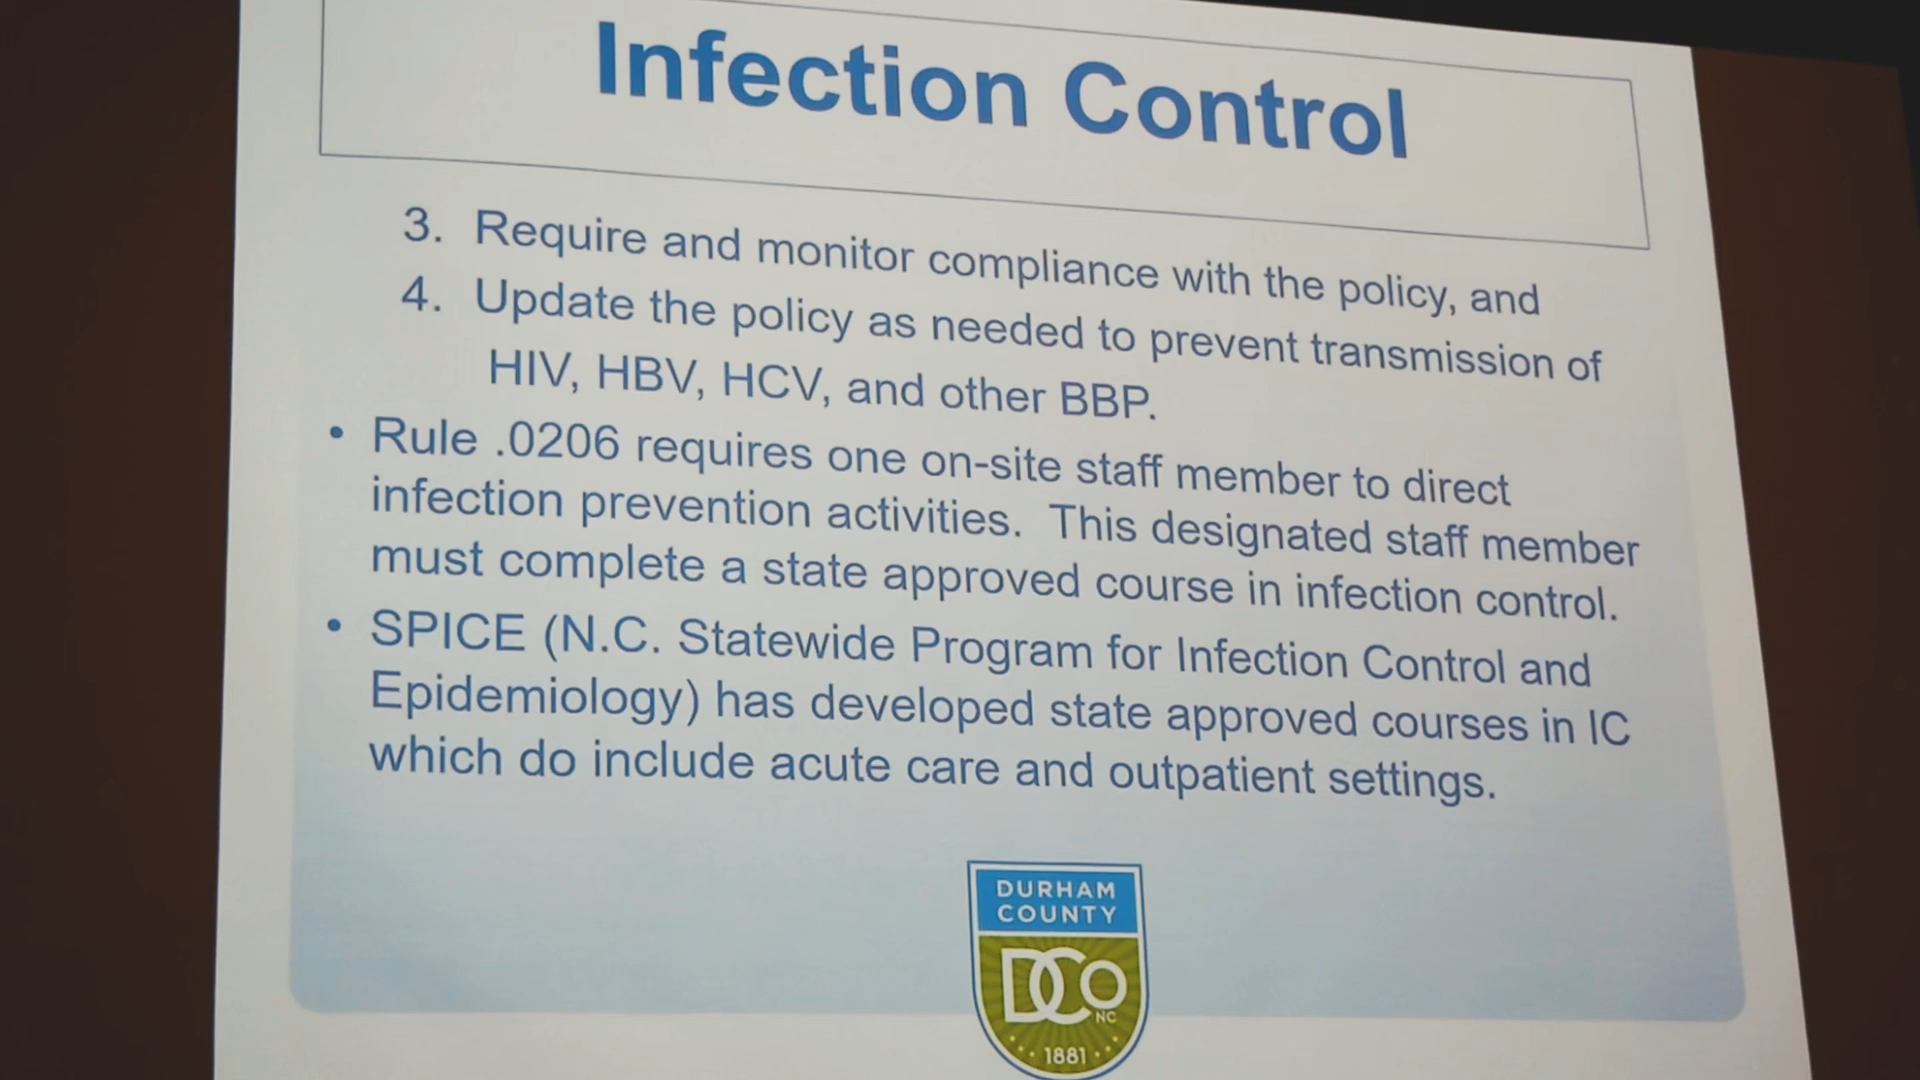 Infection Control
3. Require and monitor compliance with the policy, and
4. Update the policy as needed to prevent transmission of
HIV, HBV, HCV, and other BBP.
• Rule .0206 requires one on-site staff member to direct
infection prevention activities. This designated staff member
must complete a state approved course in infection control.
• SPICE (N.C. Statewide Program for Infection Control and
Epidemiology) has developed state approved courses in IC
which do include acute care and outpatient settings.
DURHAM
COUNTY
DCO
NC
1881